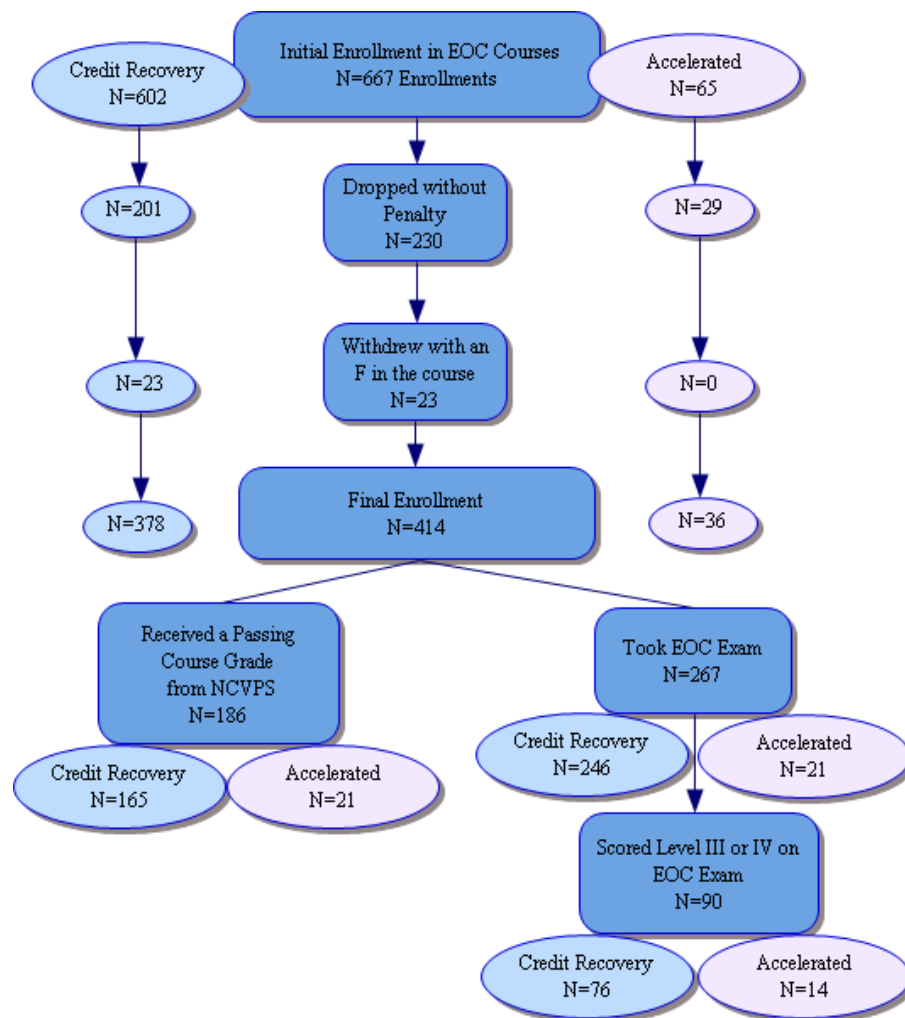 Initial Enrollment in EOC Courses
N=667 Enrollments
Credit Recovery
N=602
Accelerated
N=65
Dropped without
Penalty
N=230
N=201
N=29
Withdrew with an
F in the course
N=23
N=23
N=0
Final Enrollment
N=414
N=378
N=36
Received a Passing
Course Grade
from NCVPS
N=186
Credit Recovery
N=165
Accelerated
N=21
Took EOC Exam
N=267
Credit Recovery
N=246
Accelerated
N=21
Scored Level III or IV on
EOC Exam
N=90
Credit Recovery
N=76
Accelerated
N=14